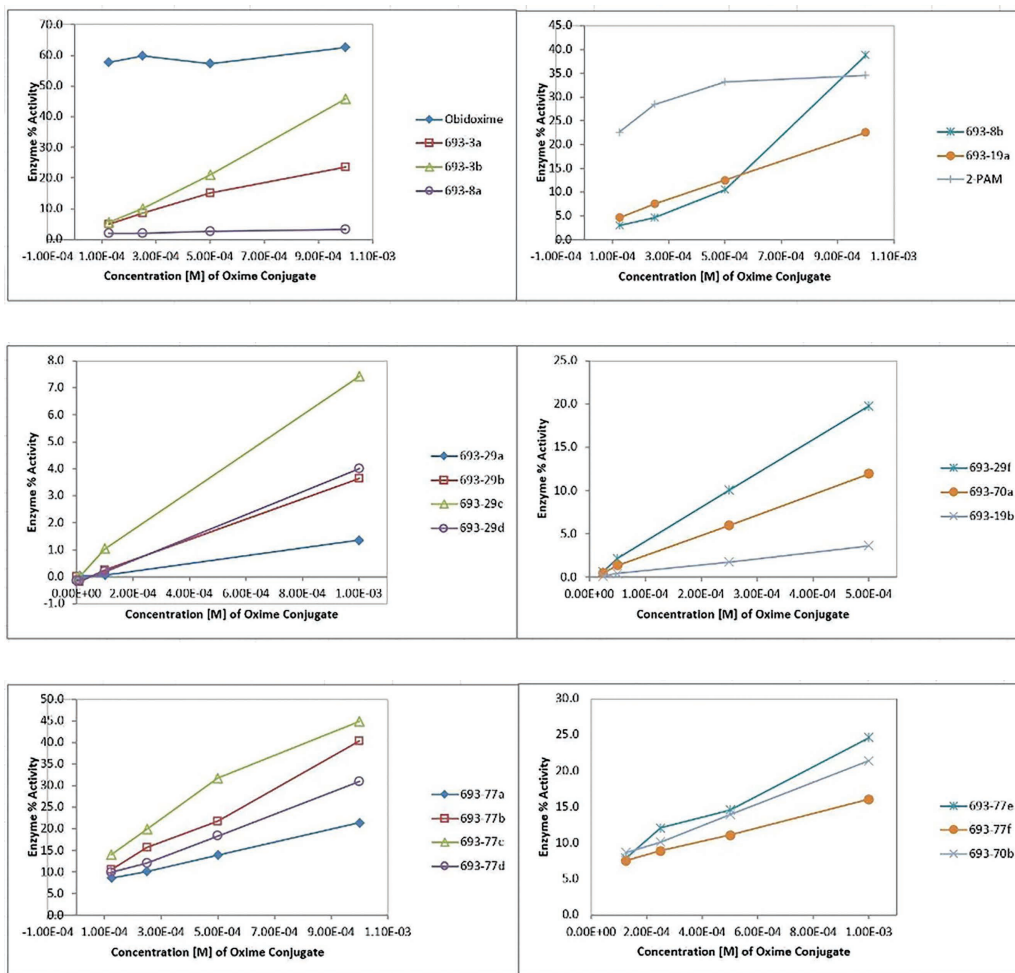 70.0
60.0
50.0
40.0
30.0
20.0
10.0
0.0
Enzyme % Activity
-1.00E-04 1.00E-04 3.00E-04 5.00E-04 7.00E-04 9.00E-04 1.10E-03
Concentration [M] of Oxime Conjugate
Obidoxime
693-3a
693-3b
693-8a
45.0
40.0
35.0
30.0
25.0
20.0
15.0
10.0
5.0
0.0
Enzyme % Activity
-1.00E-04 1.00E-04 3.00E-04 5.00E-04 7.00E-04 9.00E-04 1.10E-03
Concentration [M] of Oxime Conjugate
693-8b
693-19a
2-PAM
8.0
7.0
6.0
5.0
4.0
3.0
2.0
1.0
0.0
-1.0
Enzyme % Activity
0.00E+00 2.00E-04 4.00E-04 6.00E-04 8.00E-04 1.00E-03
Concentration [M] of Oxime Conjugate
693-29a
693-29b
693-29c
693-29d
25.0
20.0
15.0
10.0
5.0
0.0
Enzyme % Activity
0.00E+00 1.00E-04 2.00E-04 3.00E-04 4.00E-04 5.00E-04
Concentration [M] of Oxime Conjugate
693-29f
693-70a
693-19b
50.0
45.0
40.0
35.0
30.0
25.0
20.0
15.0
10.0
5.0
0.0
Enzyme % Activity
-1.00E-04 1.00E-04 3.00E-04 5.00E-04 7.00E-04 9.00E-04 1.10E-03
Concentration [M] of Oxime Conjugate
693-77a
693-77b
693-77c
693-77d
30.0
25.0
20.0
15.0
10.0
5.0
0.0
Enzyme % Activity
0.00E+00 2.00E-04 4.00E-04 6.00E-04 8.00E-04 1.00E-03
Concentration [M] of Oxime Conjugate
693-77e
693-77f
693-70b